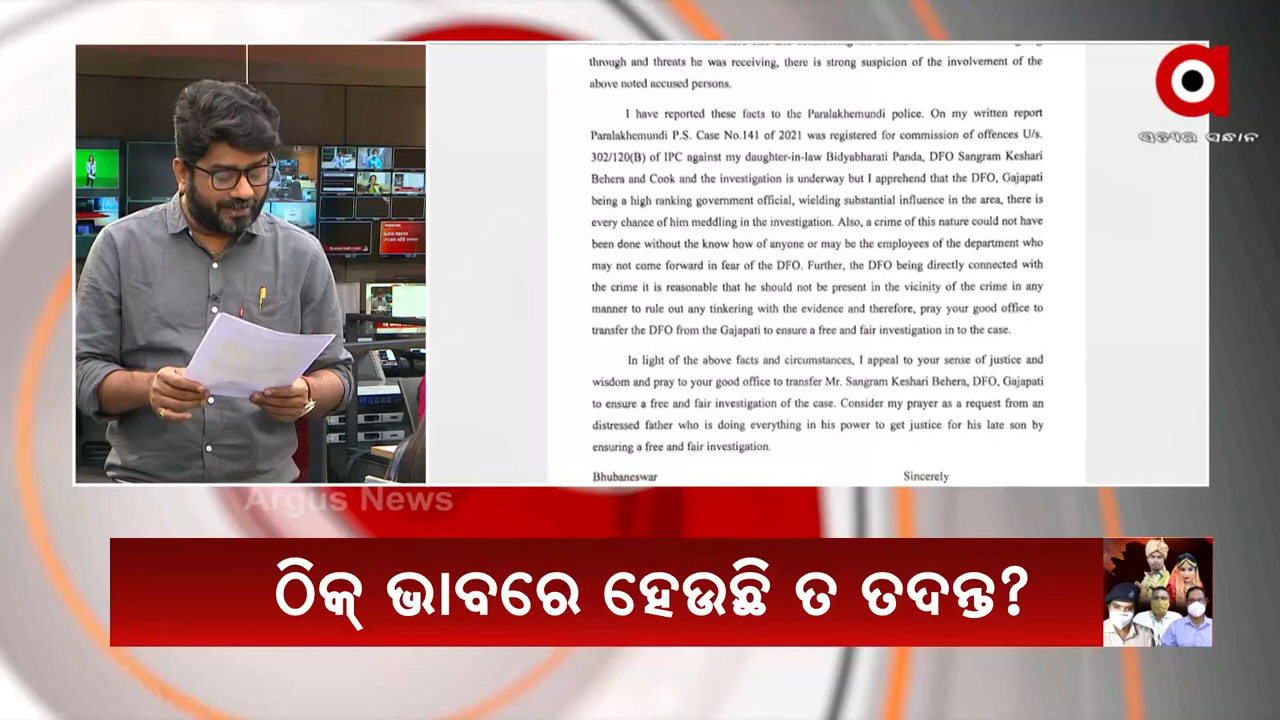 through and threats he was receiving, there is strong suspicion of the involvement of the
above noted accused persons.
I have reported these facts to the Paralakhemundi police. On my written report
Paralakhemundi P.S. Case No.141 of 2021 was registered for commission of offences U/s.
302/120(B) of IPC against my daughter-in-law Bidyabharati Panda, DFO Sangram Keshari
Behera and Cook and the investigation is underway but I apprehend that the DFO, Gajapati
being a high ranking government official, wielding substantial influence in the area, there is
every chance of him meddling in the investigation. Also, a crime of this nature could not have
been done without the know how of anyone or may be the employees of the department who
may not come forward in fear of the DFO. Further, the DFO being directly connected with
the crime it is reasonable that he should not be present in the vicinity of the crime in any
manner to rule out any tinkering with the evidence and therefore, pray your good office to
transfer the DFO from the Gajapati to ensure a free and fair investigation in to the case.
In light of the above facts and circumstances, I appeal to your sense of justice and
wisdom and pray to your good office to transfer Mr. Sangram Keshari Behera, DFO, Gajapati
to ensure a free and fair investigation of the case. Consider my prayer as a request from an
distressed father who is doing everything in his power to get justice for his late son by
ensuring a free and fair investigation.
Bhubaneswar Sincerely
ସତ୍ୟର ସନ୍ଧାନ
Argus News
ଠିକ୍ ଭାବରେ ହେଉଛି ତ ତଦନ୍ତ?